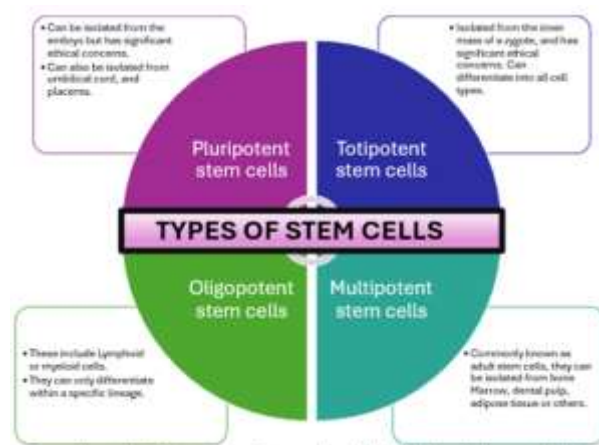 • Can be isolated from the
emboys but has significant
ethical concerns.
• Can also be isolated from
umbilical cord, and
placenta.
• Isolated from the inner
mass of a zygote, and has
significant ethical
concerns. Can
differentiate into all cell
types.
Pluripotent
stem cells
Totipotent
stem cells
TYPES OF STEM CELLS
Oligopotent
stem cells
Multipotent
stem cells
• These include Lymphoid
or myeloid cells.
• They can only differentiate
within a specific lineage.
• Commonly known as
adult stem cells, they can
be isolated from bone
Marrow, dental pulp,
adipose tissue or others.